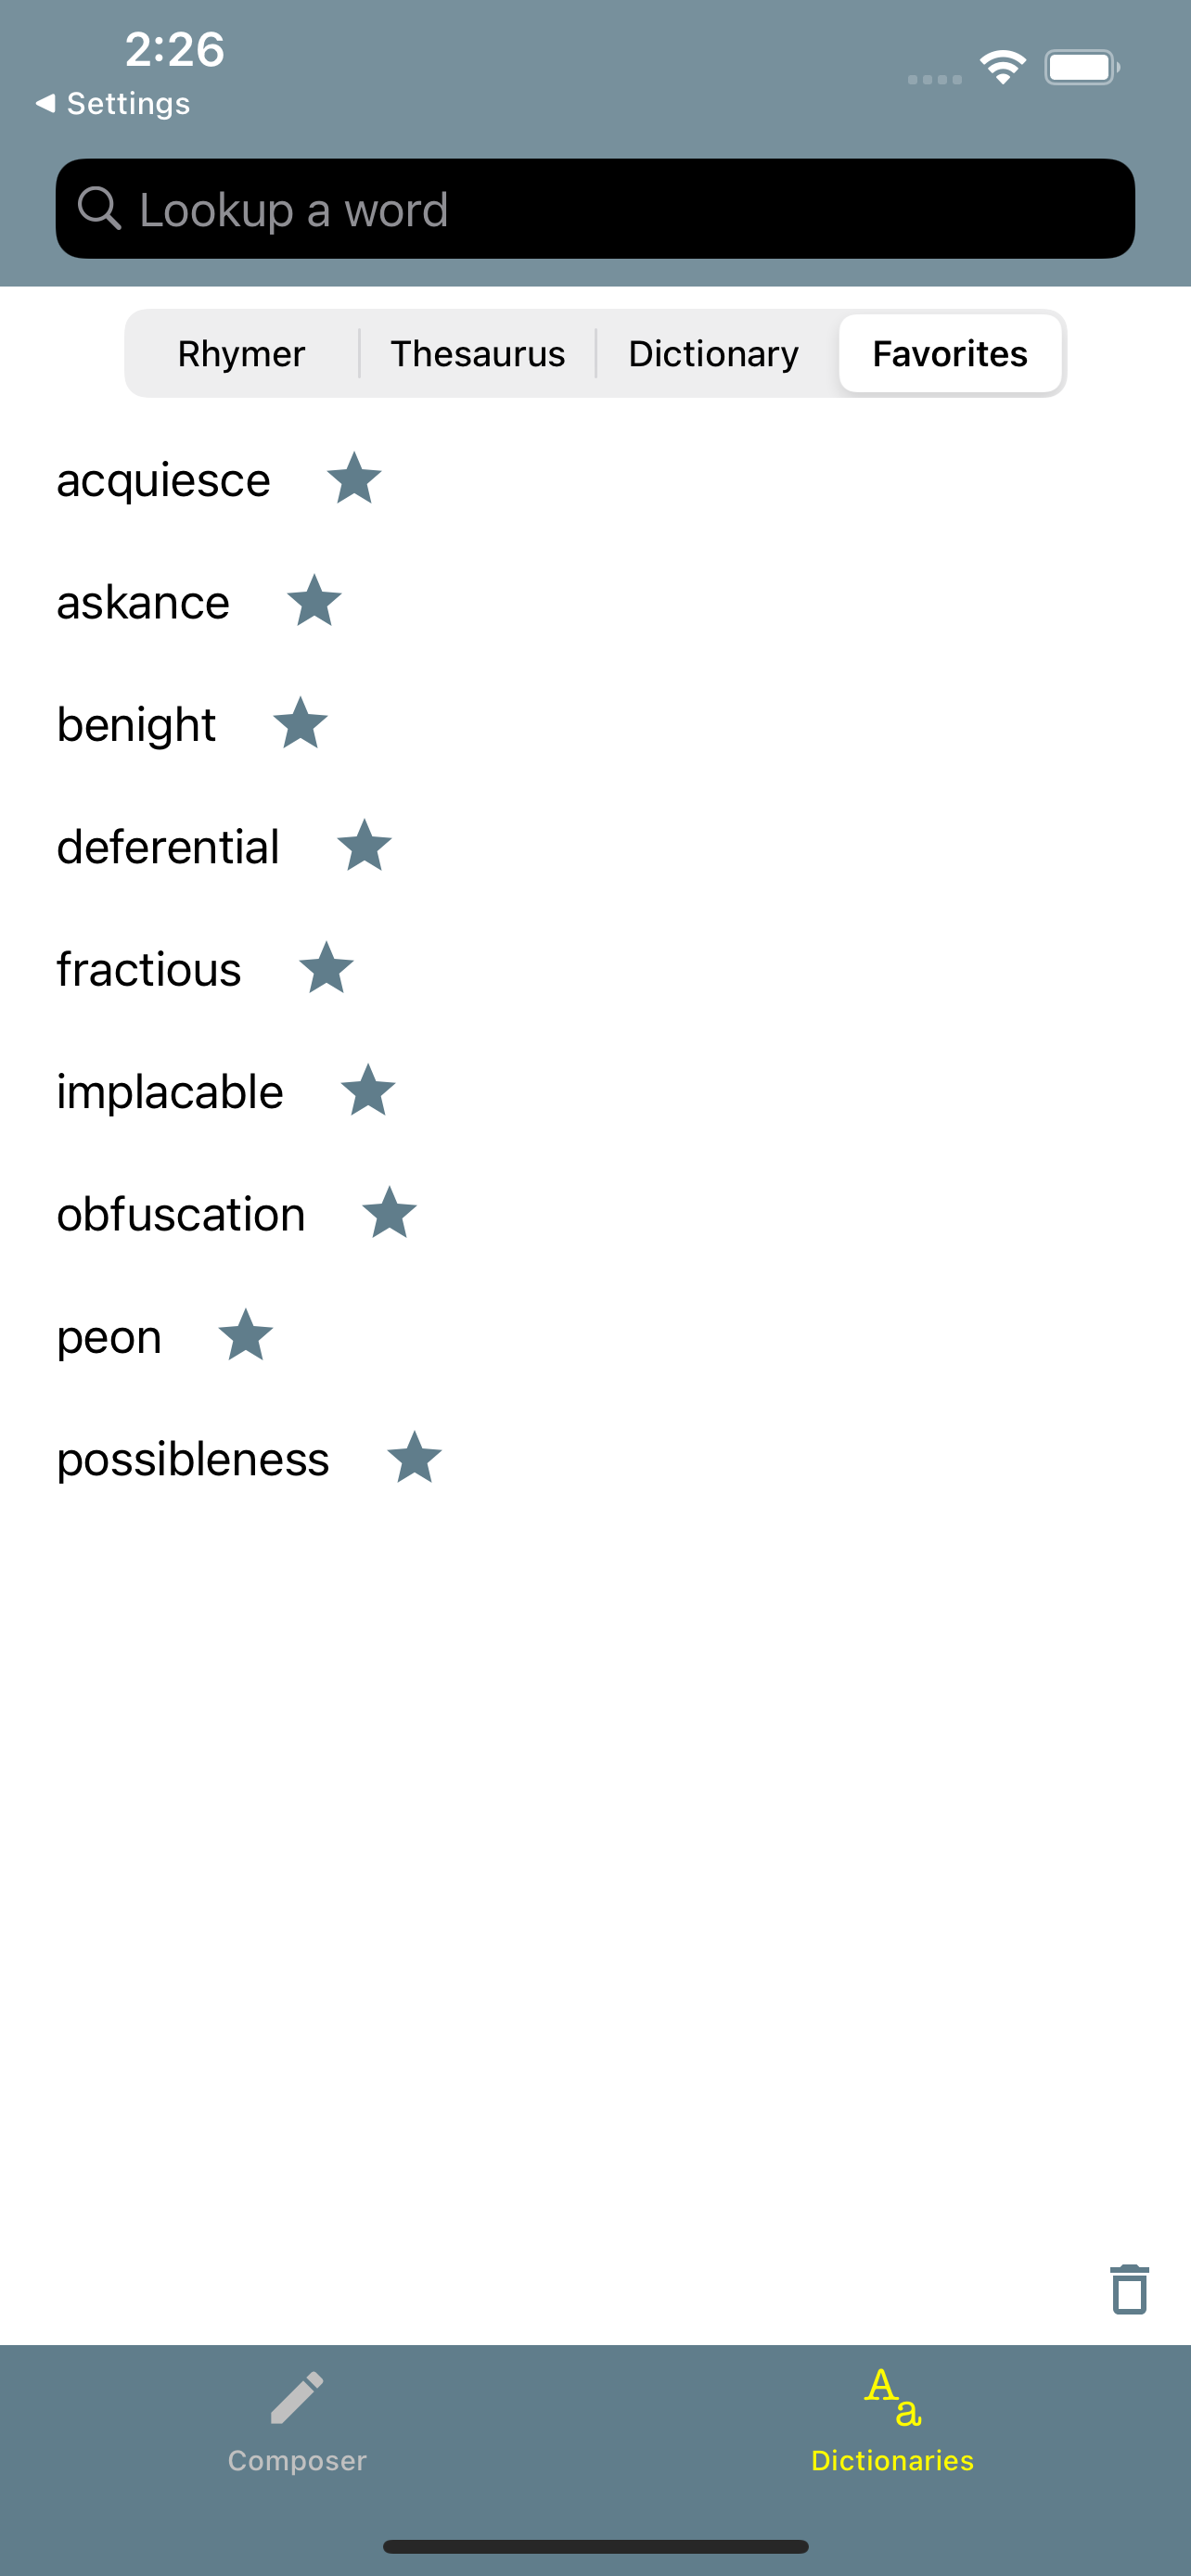 2:26
Settings
Lookup a word
Rhymer Thesaurus Dictionary Favorites
acquiesce
askance
benight
deferential
fractious
implacable
obfuscation
peon
possibleness
Aa
Composer Dictionaries